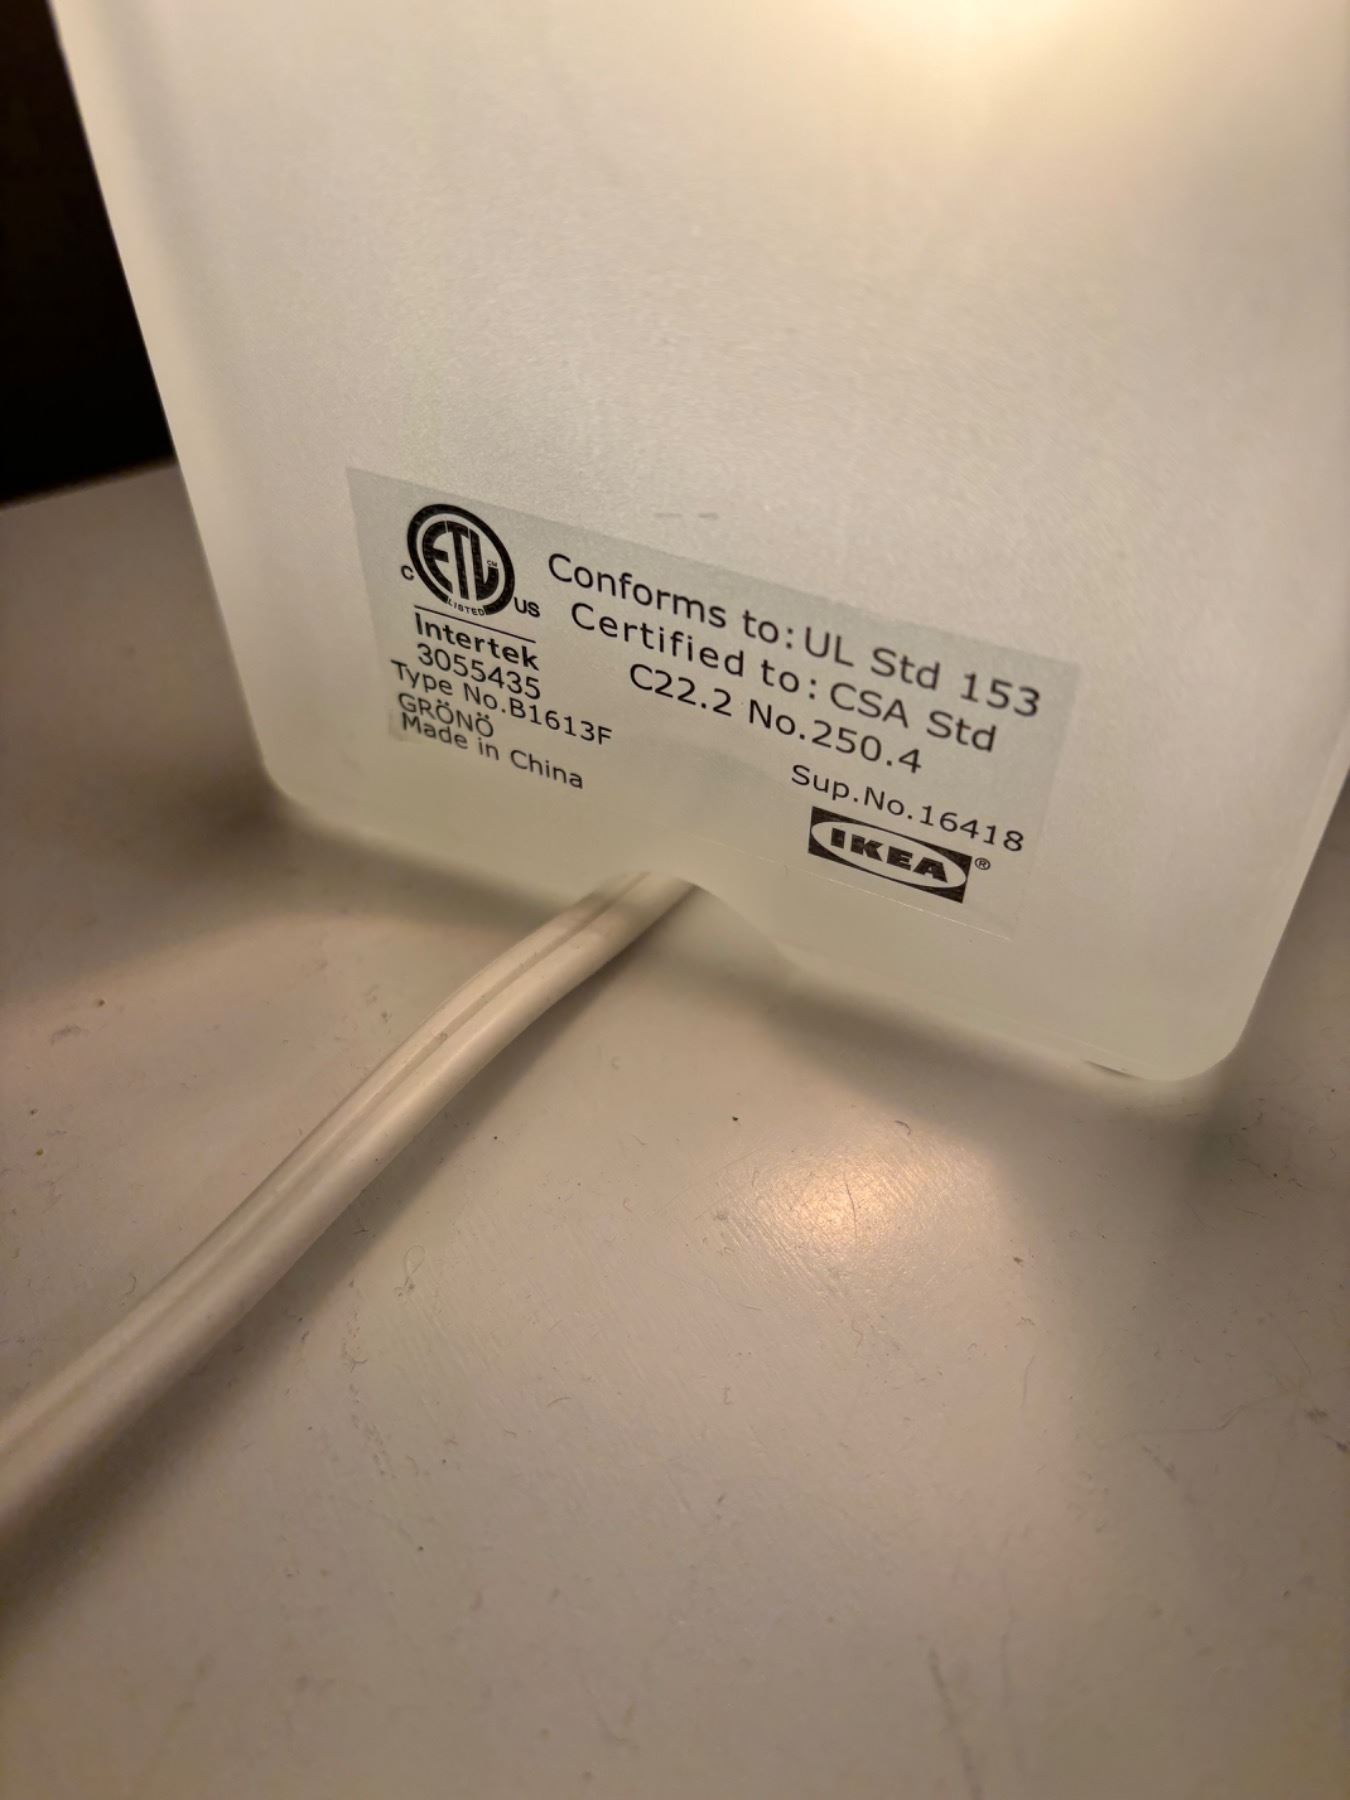 ETL
CM
LISTED
C US
Intertek
3055435
Type No.B1613F
GRÖNÖ
Made in China
Conforms to: UL Std 153
Certified to: CSA Std
C22.2 No.250.4
Sup.No.16418
IKEA®